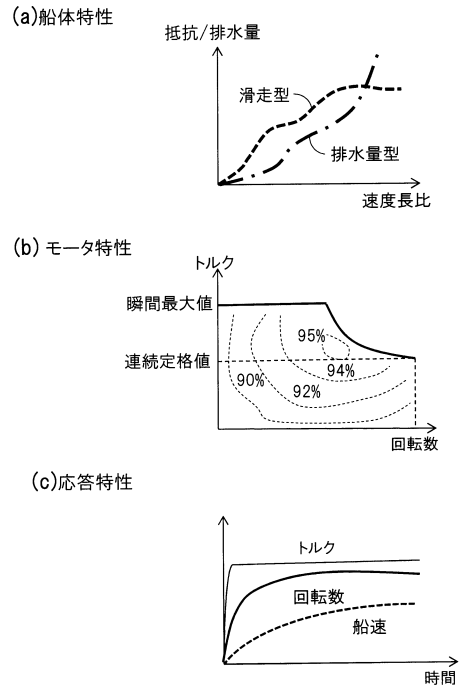 (a)船体特性
抵抗/排水量
滑走型
排水量型
速度長比
(b) モータ特性
トルク
瞬間最大値
95%
連続定格値
94%
90%
92%
回転数
(c)応答特性
トルク
回転数
船速
時間